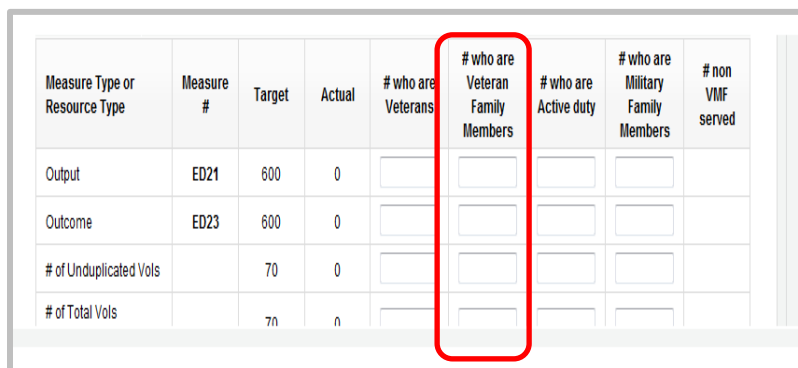 Measure Type or Resource Type	Measure #	Target	Actual	# who are Veterans	# who are Veteran Family Members	# who are Active duty	# who are Military Family Members	# non VMF served
Output	ED21	600	0
Outcome	ED23	600	0
# of Unduplicated Vols	70	0
# of Total Vols	70	0